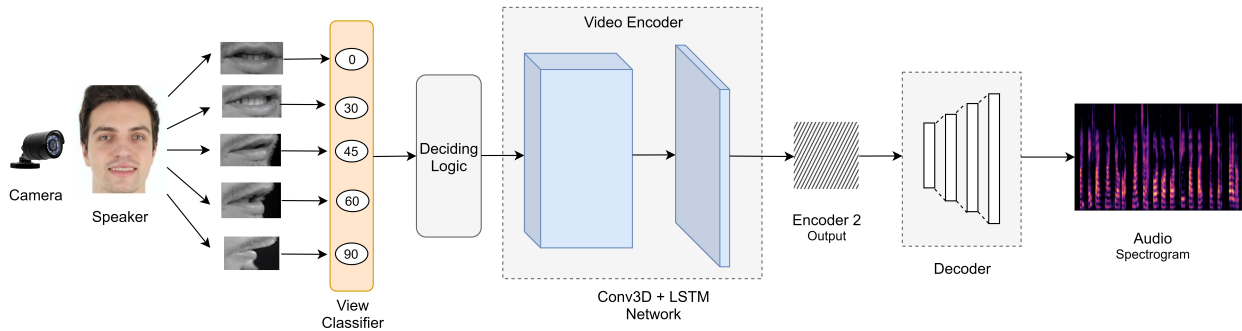 Camera
Speaker
0
30
45
60
90
View
Classifier
Deciding
Logic
Video Encoder
Conv3D + LSTM
Network
Encoder 2
Output
Decoder
Audio
Spectrogram